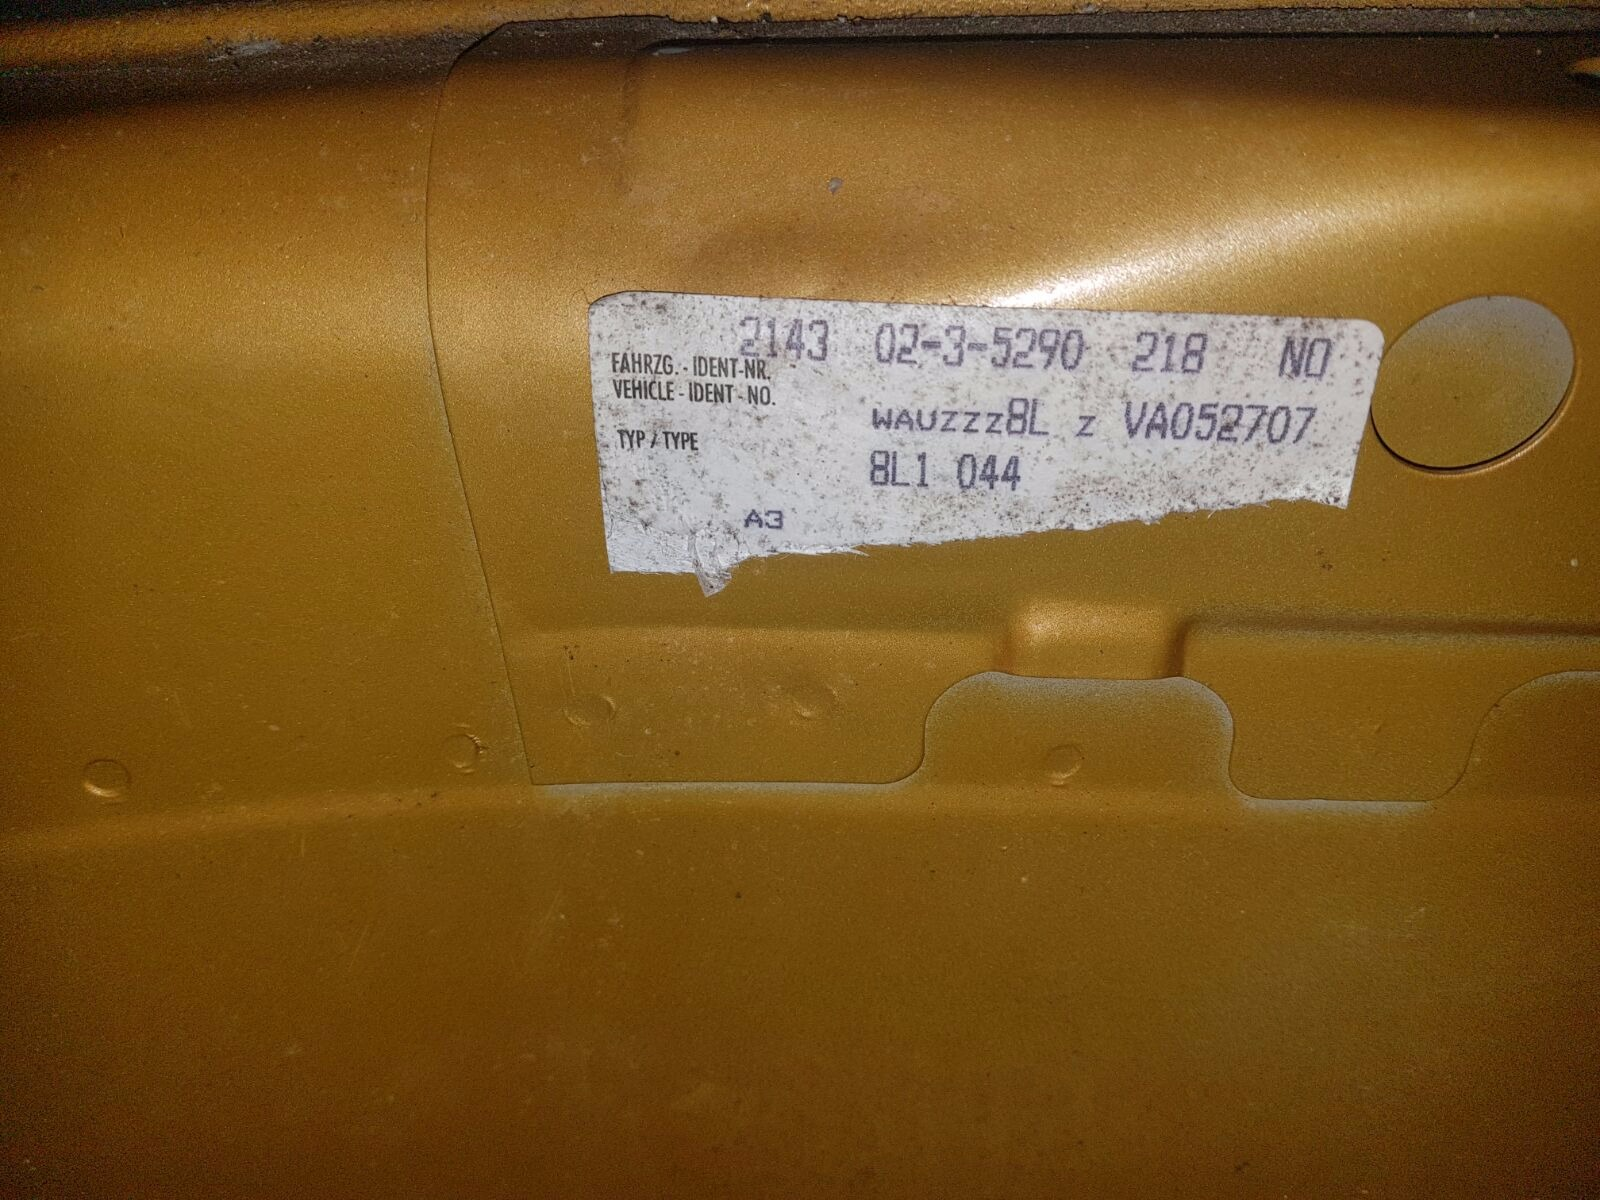 2143 02-3-5290 218 NO
FAHRZG. - IDENT-NR.
VEHICLE - IDENT - NO.
WAUZZZ8L Z VA052707
TYP / TYPE
8L1 044
A3